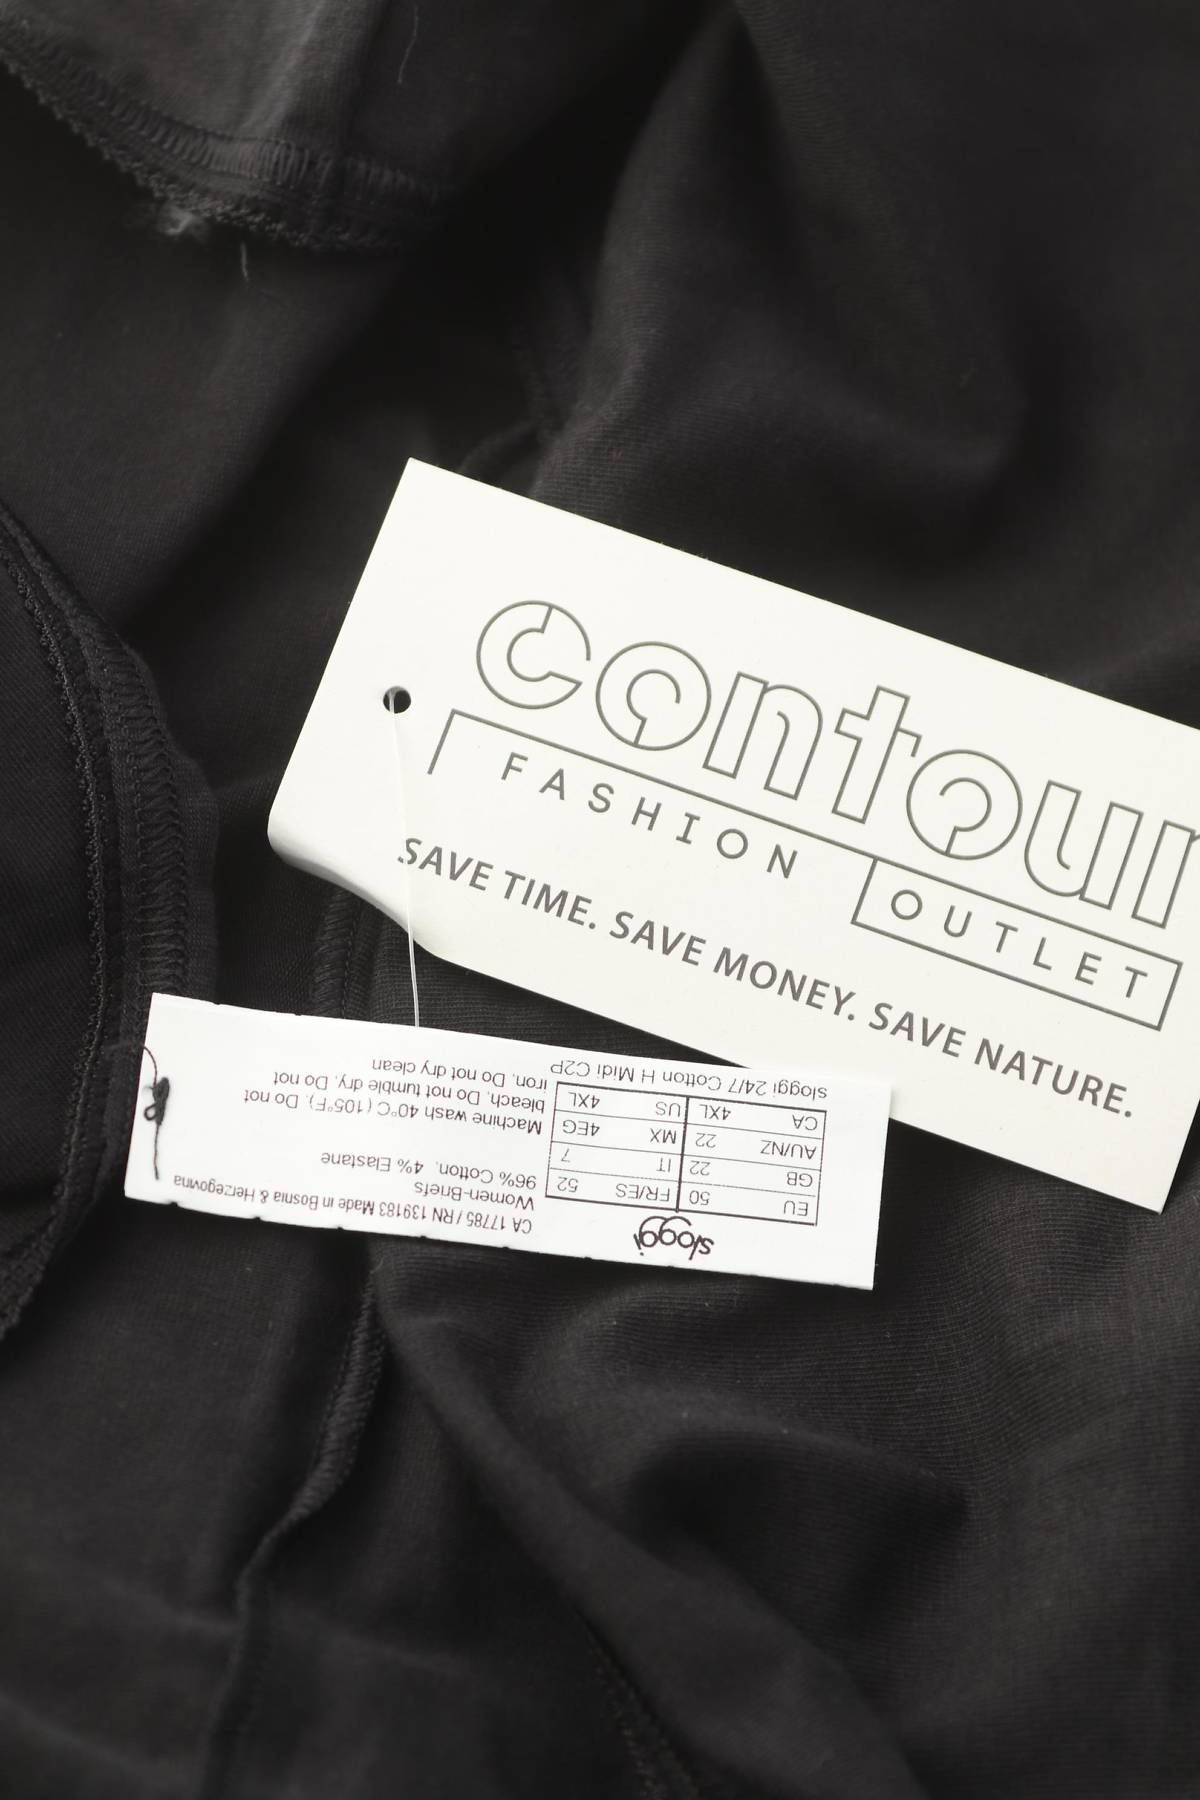 contour
FASHION
OUTLET
SAVE TIME. SAVE MONEY. SAVE NATURE.
sloggi
EU 50 FR/ES 52
GB 22 IT 7
AU/NZ 22 MX 4EG
CA 4XL US 4XL
sloggi 24/7 Cotton H Midi C2P
CA 17785 / RN 139183 Made in Bosnia & Herzegovina
Women-Briefs
96% Cotton, 4% Elastane
Machine wash 40°C (105°F). Do not
bleach. Do not tumble dry. Do not
iron. Do not dry clean